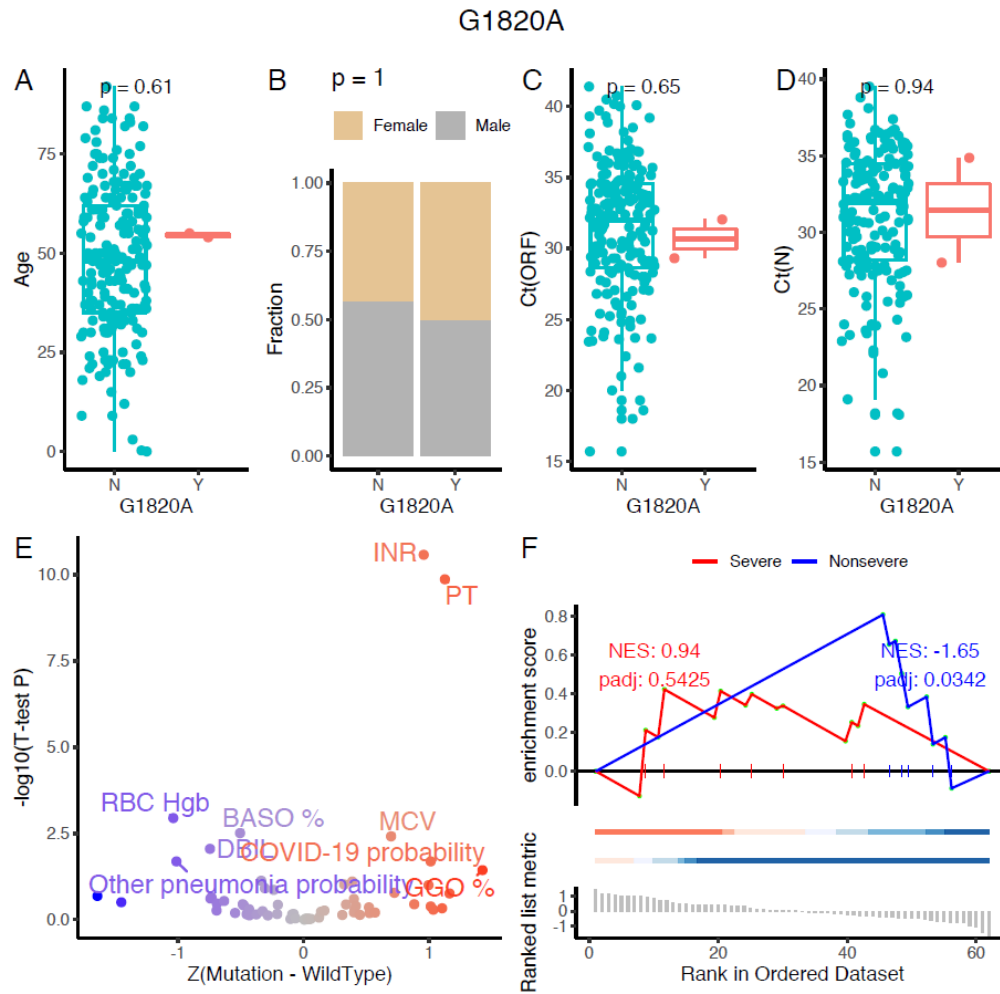 G1820A
A
p = 0.61
Age
75
50
25
0
N
Y
G1820A
B
p = 1
Female
Male
Fraction
1.00
0.75
0.50
0.25
0.00
N
Y
G1820A
C
p = 0.65
Ct(ORF)
40
35
30
25
20
15
N
Y
G1820A
D
p = 0.94
Ct(N)
40
35
30
25
20
15
N
Y
G1820A
E
-log10(T-test P)
10.0
7.5
5.0
2.5
0.0
INR
PT
RBC Hgb
BASO %
MCV
DBIL
COVID-19 probability
Other pneumonia probability
GGO %
-1
0
1
Z(Mutation - WildType)
F
Severe
Nonsevere
enrichment score
0.8
0.6
0.4
0.2
0.0
NES: 0.94
padj: 0.5425
NES: -1.65
padj: 0.0342
Ranked list metric
1
0
-1
0
20
40
60
Rank in Ordered Dataset